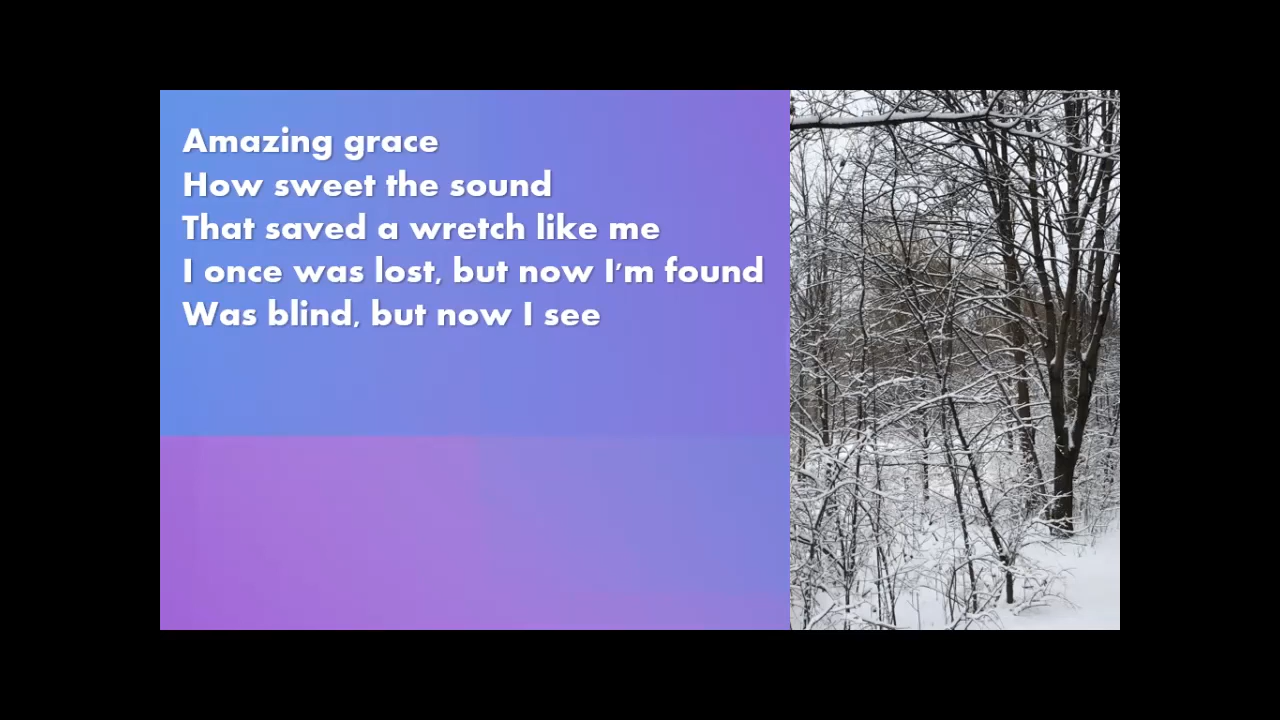 Amazing grace
How sweet the sound
That saved a wretch like me
I once was lost, but now I'm found
Was blind, but now I see